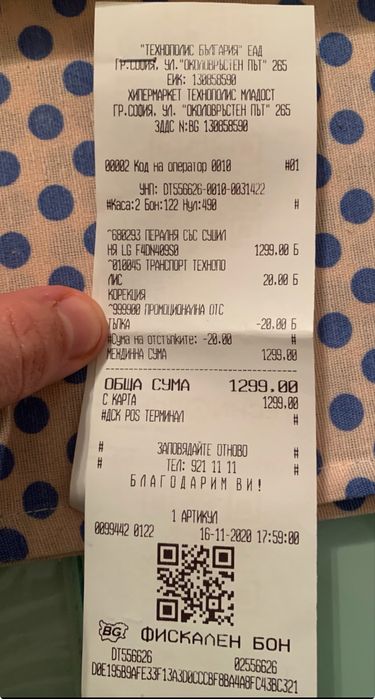 "ТЕХНОПОЛИС БЪЛГАРИЯ" ЕАД
ГР.СОФИЯ, УЛ."ОКОЛОВРЪСТЕН ПЪТ" 265
ЕИК: 130858590
ХИПЕРМАРКЕТ ТЕХНОПОЛИС МЛАДОСТ
ГР.СОФИЯ, УЛ. "ОКОЛОВРЪСТЕН ПЪТ" 265
ЗДДС N:BG 130858590
00002 Код на оператор 0010 #01
УНП: DT556626-0010-0031422
#Каса:2 Бон:122 Нул:490 #
^680293 ПЕРАЛНЯ СЪС СУШИЛ
НЯ LG F4DN409S0 1299.00 Б
^010045 ТРАНСПОРТ ТЕХНОПО
ЛИС 20.00 Б
КОРЕКЦИЯ
^999900 ПРОМОЦИОНАЛНА ОТС
ТЪПКА -20.00 Б
#Сума на отстъпките: -20.00 #
МЕЖДИННА СУМА 1299.00
ОБЩА СУМА 1299.00
С КАРТА 1299.00
#ДСК POS ТЕРМИНАЛ #
# ЗАПОВЯДАЙТЕ ОТНОВО #
# ТЕЛ: 921 11 11 #
БЛАГОДАРИМ ВИ!
1 АРТИКУЛ
0099442 0122 16-11-2020 17:59:00
BG ФИСКАЛЕН БОН
DT556626 02556626
D0E195B9AFE33F13A3D0CCCBF8BA4A8FC43BC321